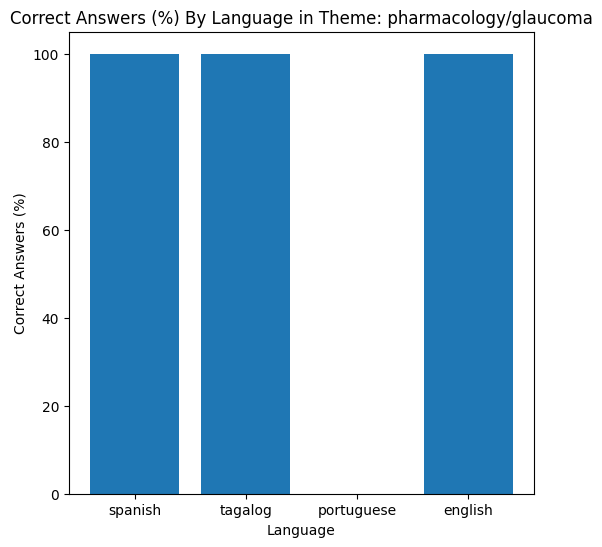 Correct Answers (%) By Language in Theme: pharmacology/glaucoma
100
80
60
40
20
0
Correct Answers (%)
spanish tagalog portuguese english
Language